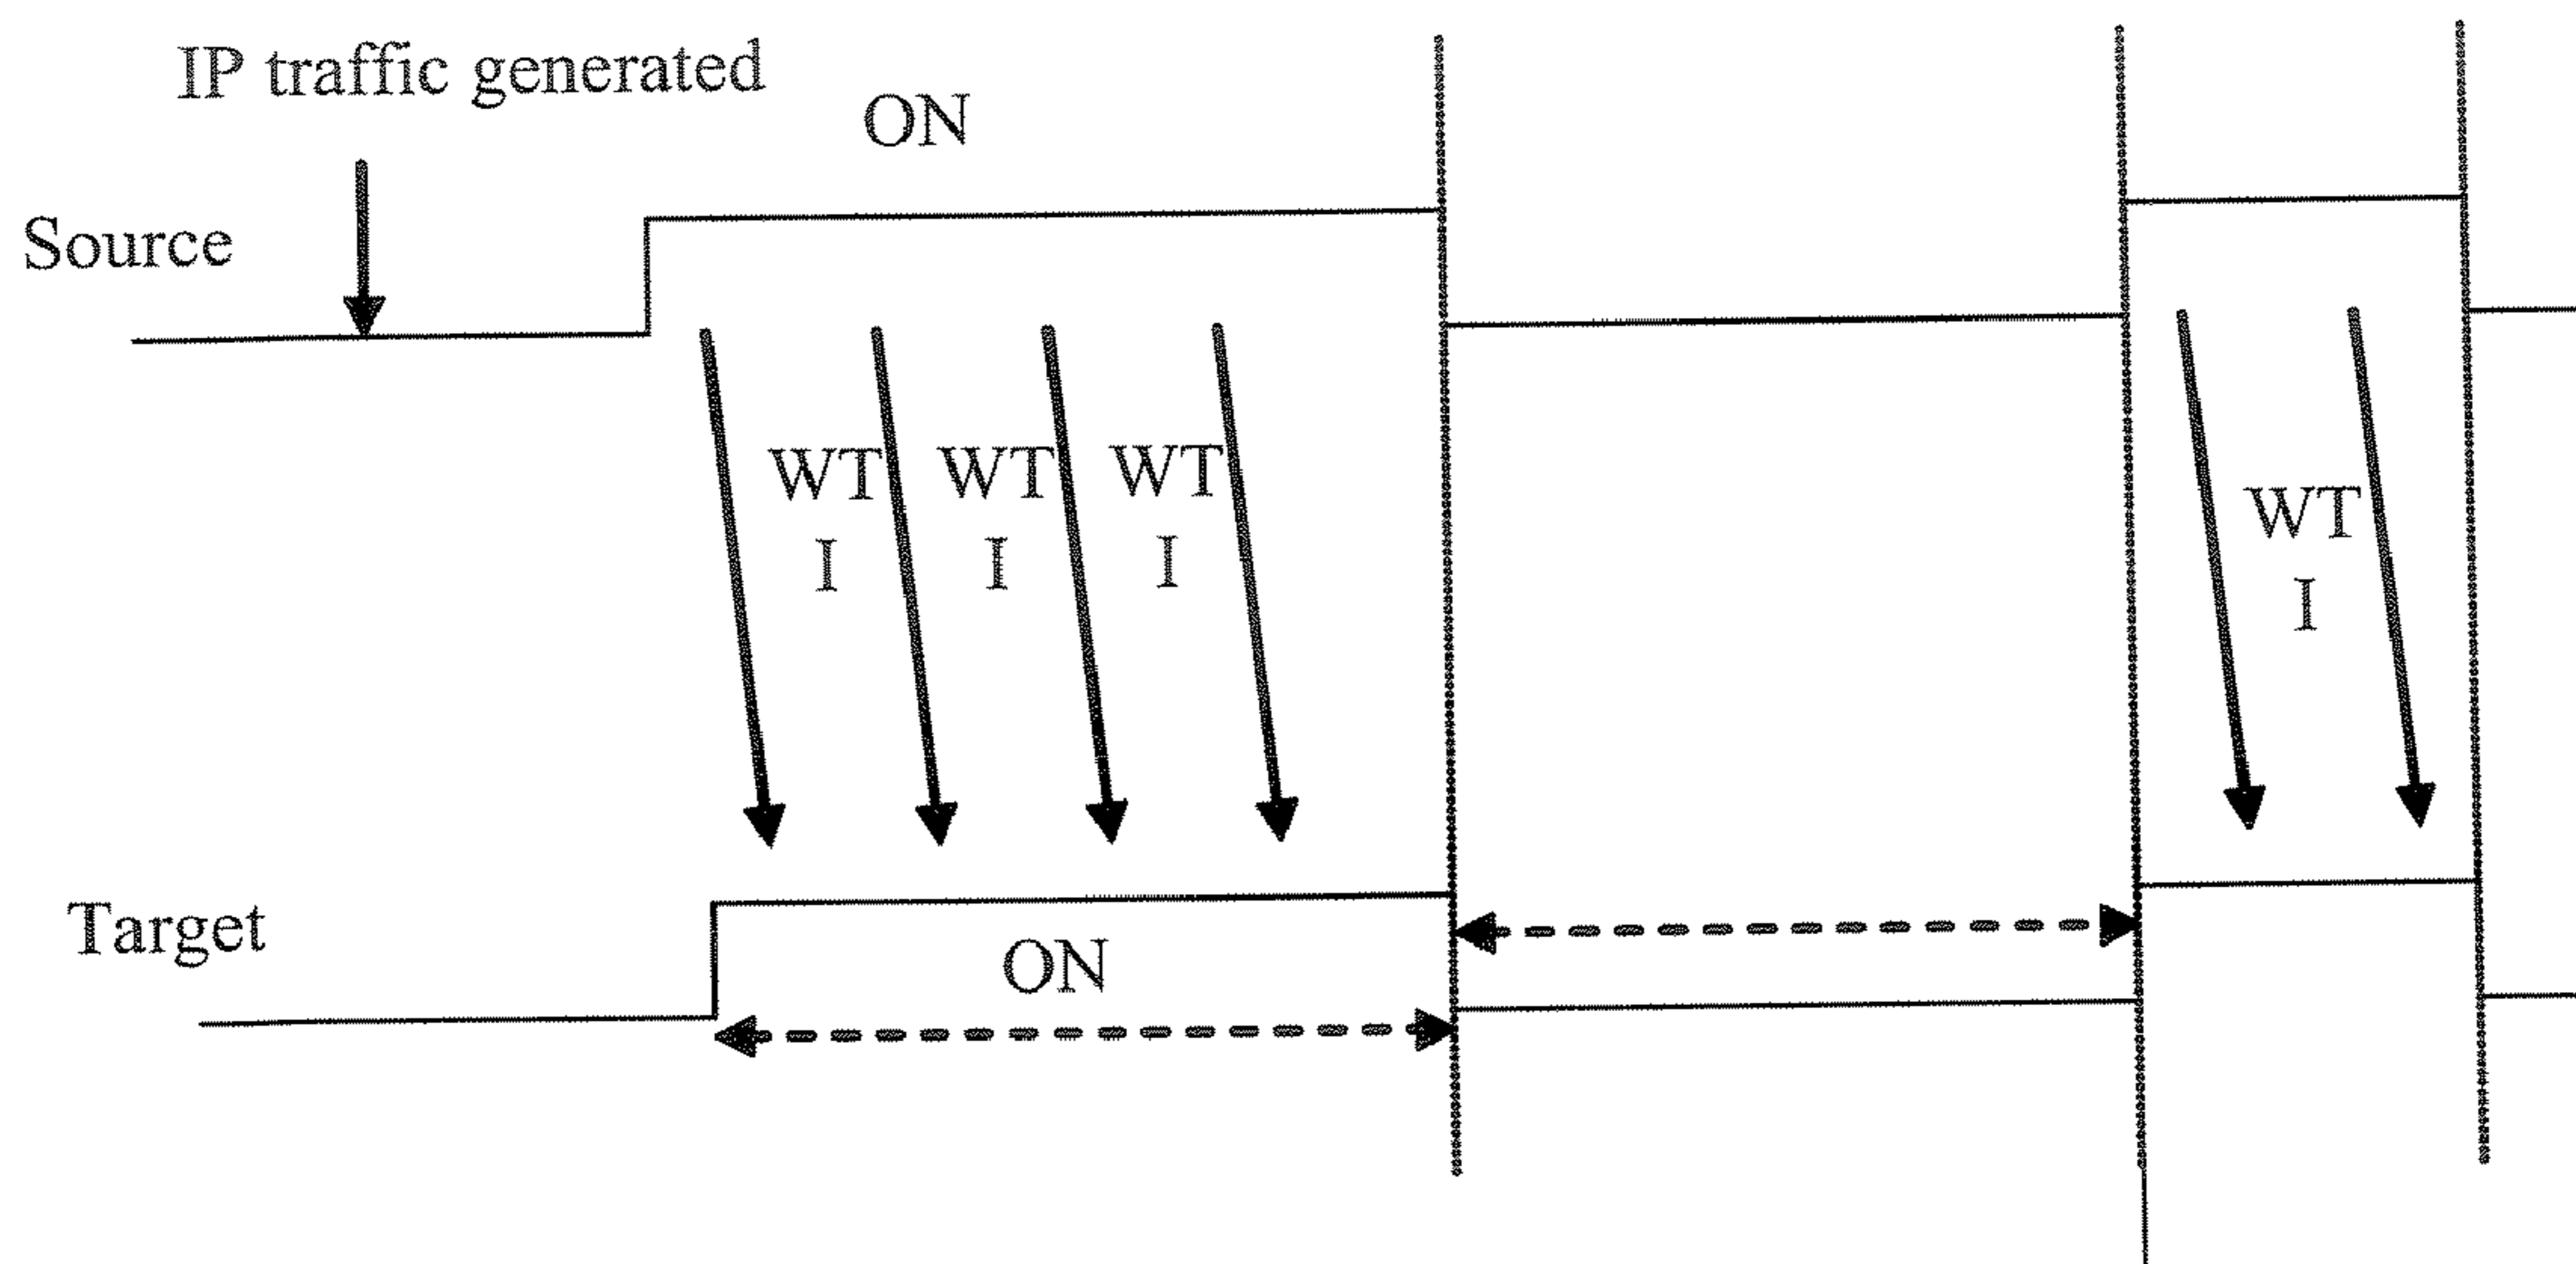 IP traffic generated
ON
Source
WT
I
WT
I
WT
I
WT
I
Target
ON